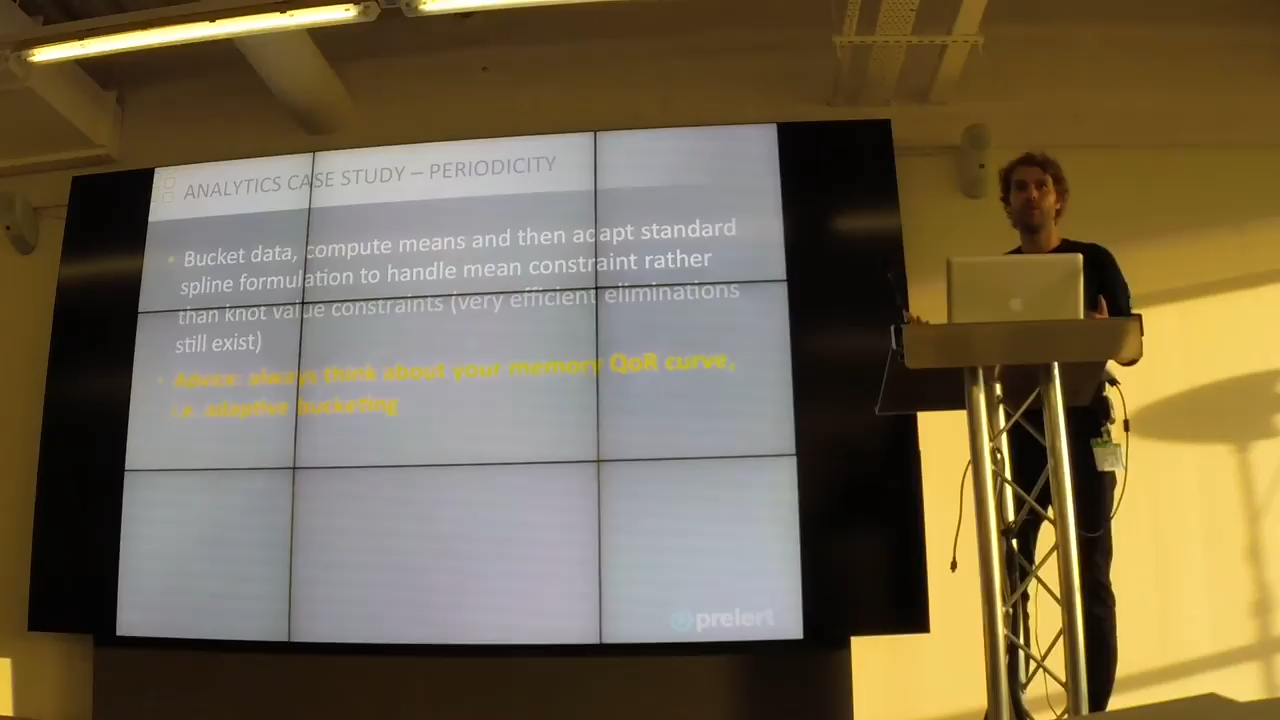 ANALYTICS CASE STUDY – PERIODICITY
• Bucket data, compute means and then adapt standard
spline formulation to handle mean constraint rather
than knot value constraints (very efficient eliminations
still exist)
• Advice: always think about your memory QoR curve,
i.e. adaptive bucketing
prelert